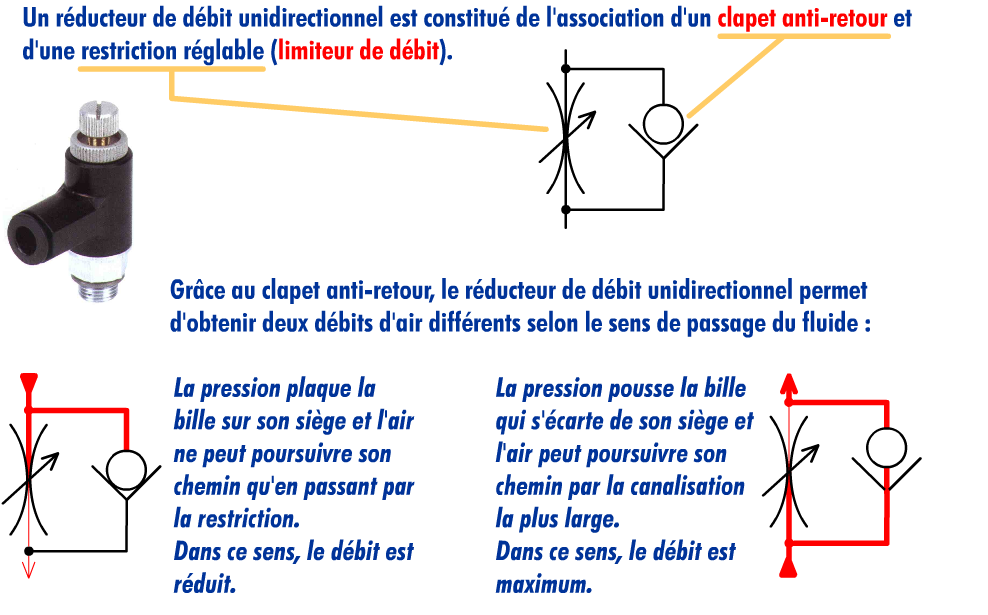 Un réducteur de débit unidirectionnel est constitué de l'association d'un clapet anti-retour et
d'une restriction réglable (limiteur de débit).
Grâce au clapet anti-retour, le réducteur de débit unidirectionnel permet
d'obtenir deux débits d'air différents selon le sens de passage du fluide :
La pression plaque la
bille sur son siège et l'air
ne peut poursuivre son
chemin qu'en passant par
la restriction.
Dans ce sens, le débit est
réduit.
La pression pousse la bille
qui s'écarte de son siège et
l'air peut poursuivre son
chemin par la canalisation
la plus large.
Dans ce sens, le débit est
maximum.